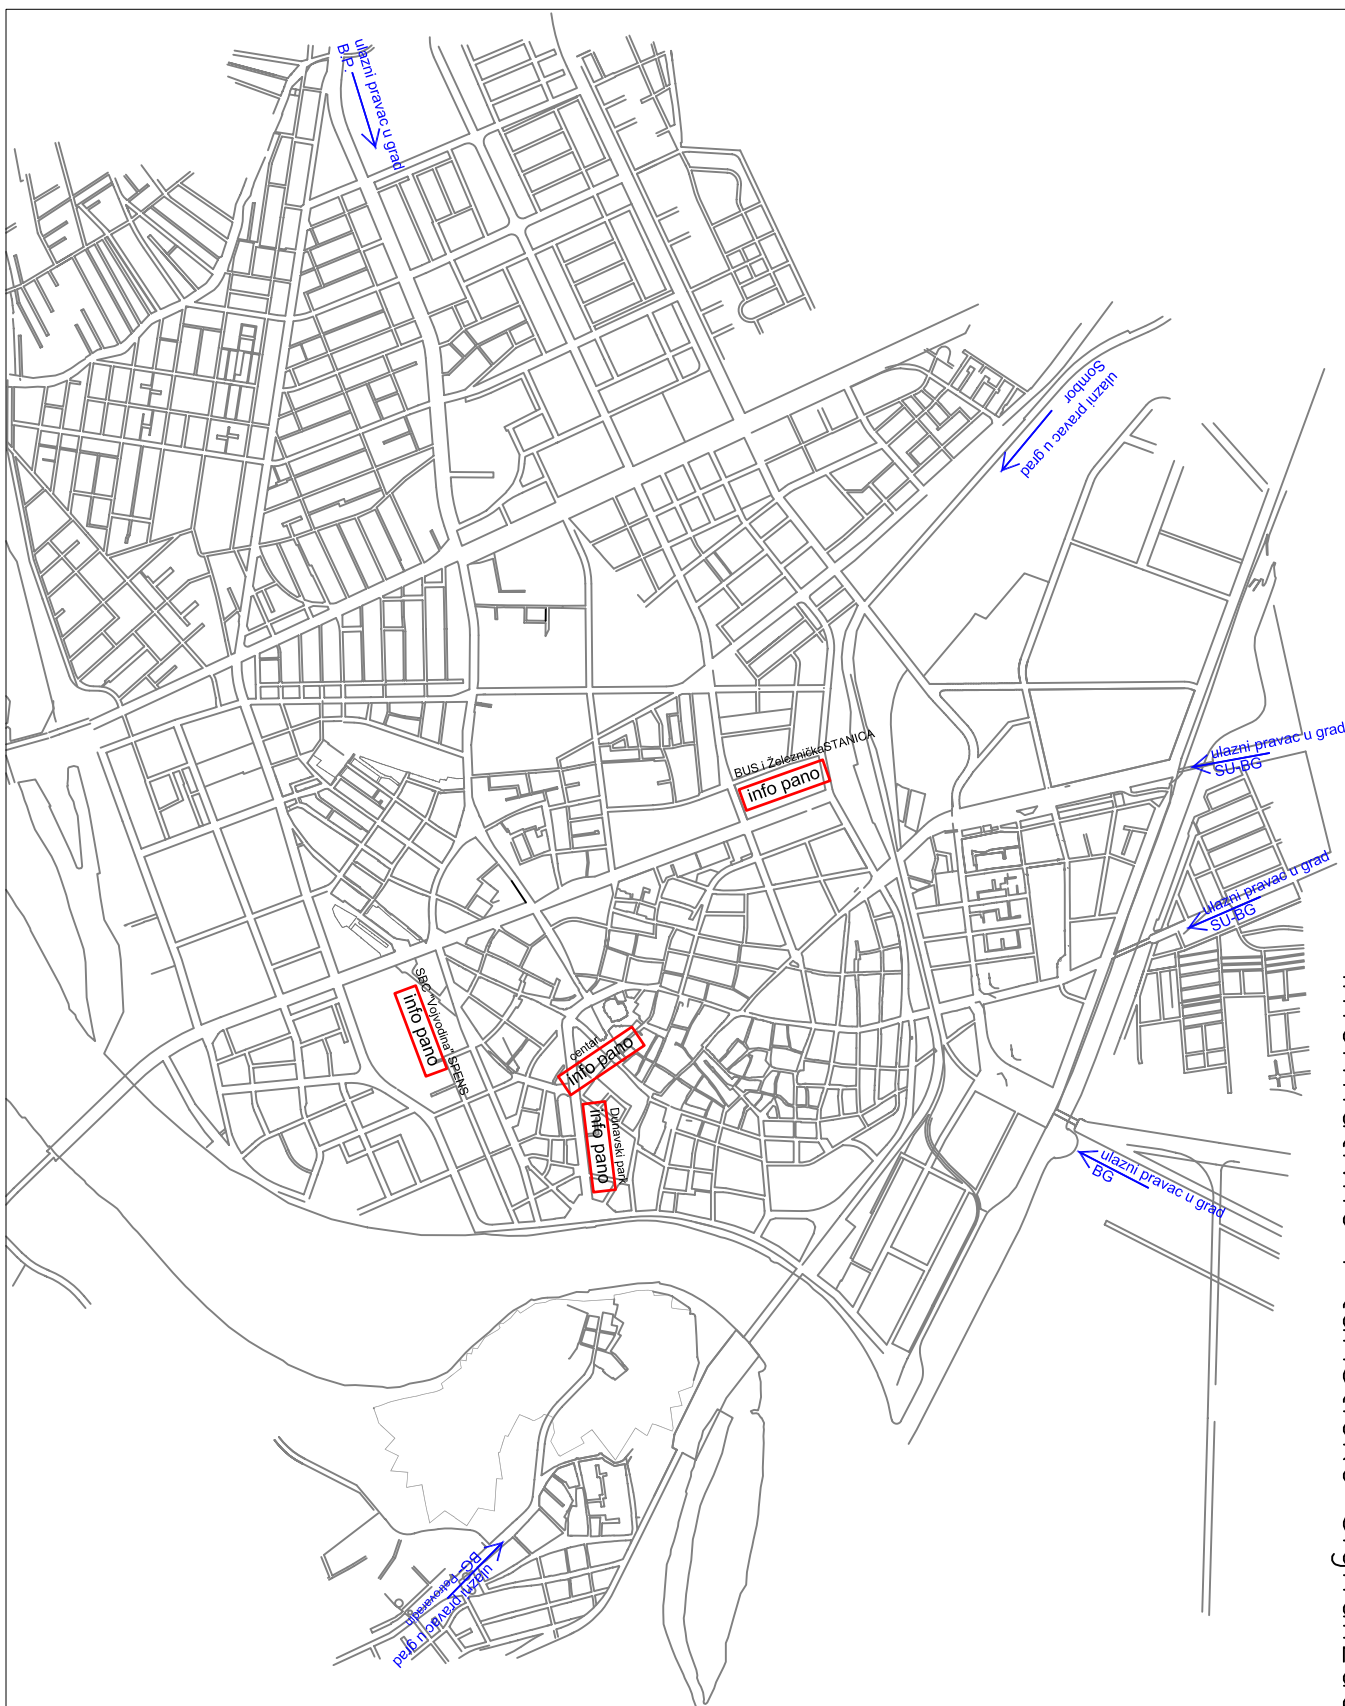 ulazni pravac u grad
B.P.
Sombor
ulazni pravac u grad
BUS i ŽelezničkaSTANICA
info pano
ulazni pravac u grad
SU-BG
ulazni pravac u grad
SU-BG
SBC "Vojvodina" SPENS
info pano
centar
info pano
Dunavski park
info pano
ulazni pravac u grad
BG
BG- Petrovaradin
ulazni pravac u grad